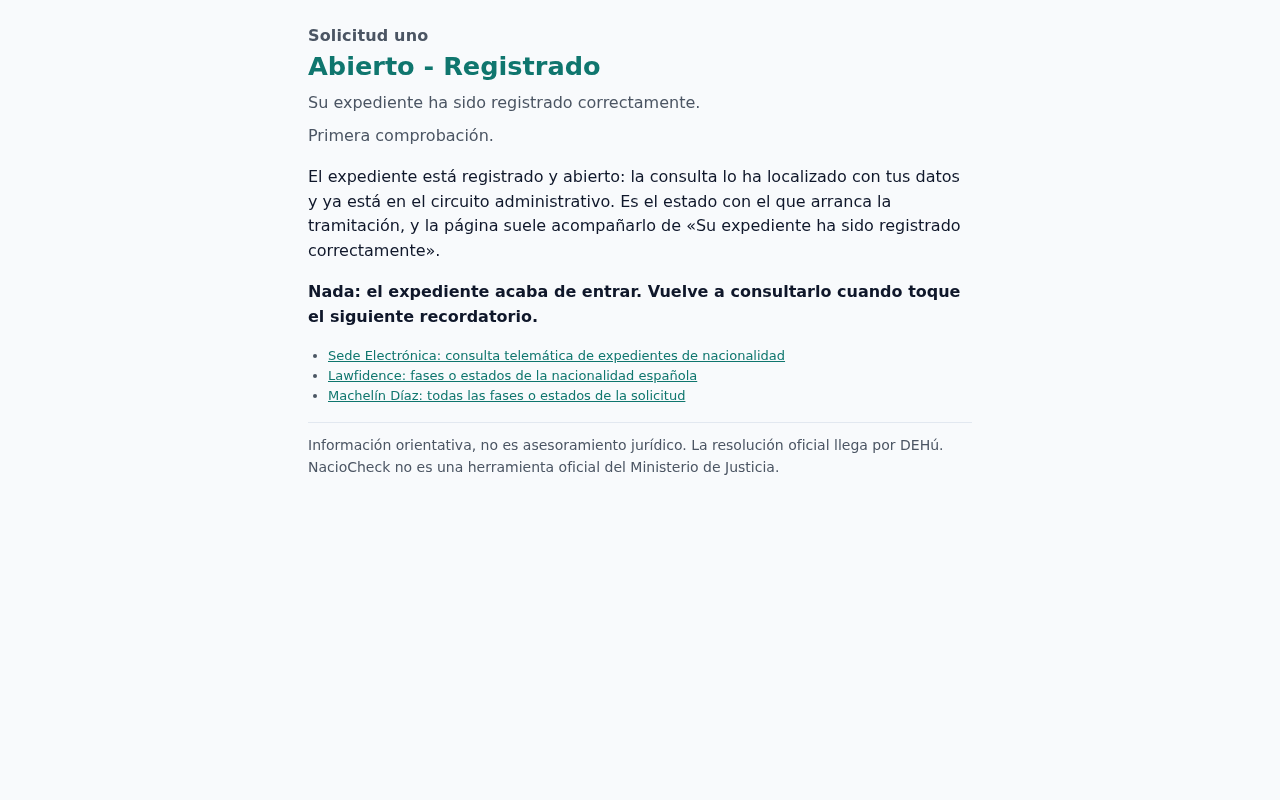 Solicitud uno
Abierto - Registrado
Su expediente ha sido registrado correctamente.
Primera comprobación.
El expediente está registrado y abierto: la consulta lo ha localizado con tus datos
y ya está en el circuito administrativo. Es el estado con el que arranca la
tramitación, y la página suele acompañarlo de «Su expediente ha sido registrado
correctamente».
Nada: el expediente acaba de entrar. Vuelve a consultarlo cuando toque
el siguiente recordatorio.
• Sede Electrónica: consulta telemática de expedientes de nacionalidad
• Lawfidence: fases o estados de la nacionalidad española
• Machelín Díaz: todas las fases o estados de la solicitud
Información orientativa, no es asesoramiento jurídico. La resolución oficial llega por DEHú.
NacioCheck no es una herramienta oficial del Ministerio de Justicia.